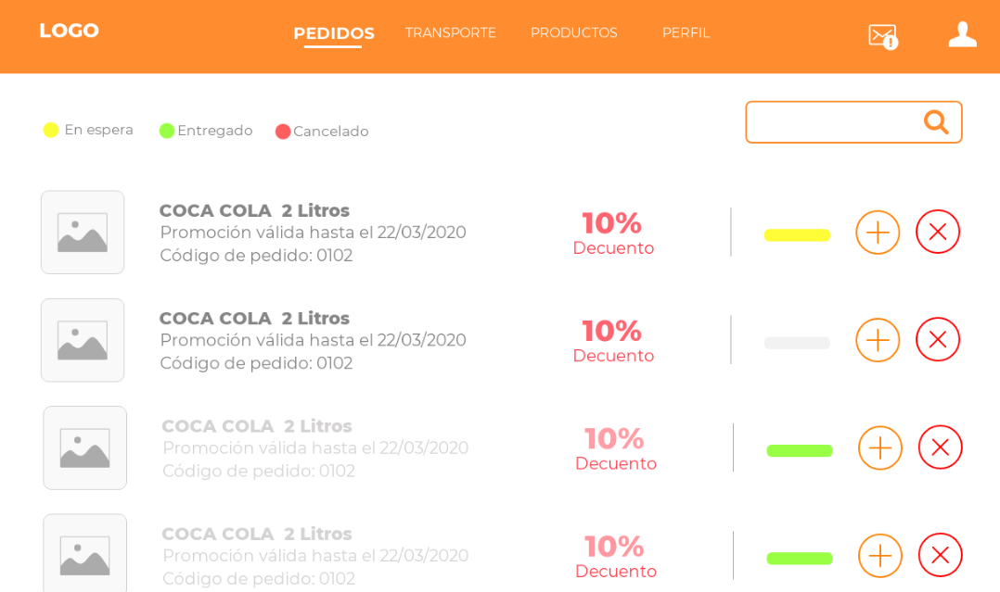 LOGO
PEDIDOS
TRANSPORTE
PRODUCTOS
PERFIL
En espera
Entregado
Cancelado
COCA COLA  2 Litros
Promoción válida hasta el 22/03/2020
Código de pedido: 0102
10%
Decuento
COCA COLA  2 Litros
Promoción válida hasta el 22/03/2020
Código de pedido: 0102
10%
Decuento
COCA COLA  2 Litros
Promoción válida hasta el 22/03/2020
Código de pedido: 0102
10%
Decuento
COCA COLA  2 Litros
Promoción válida hasta el 22/03/2020
Código de pedido: 0102
10%
Decuento